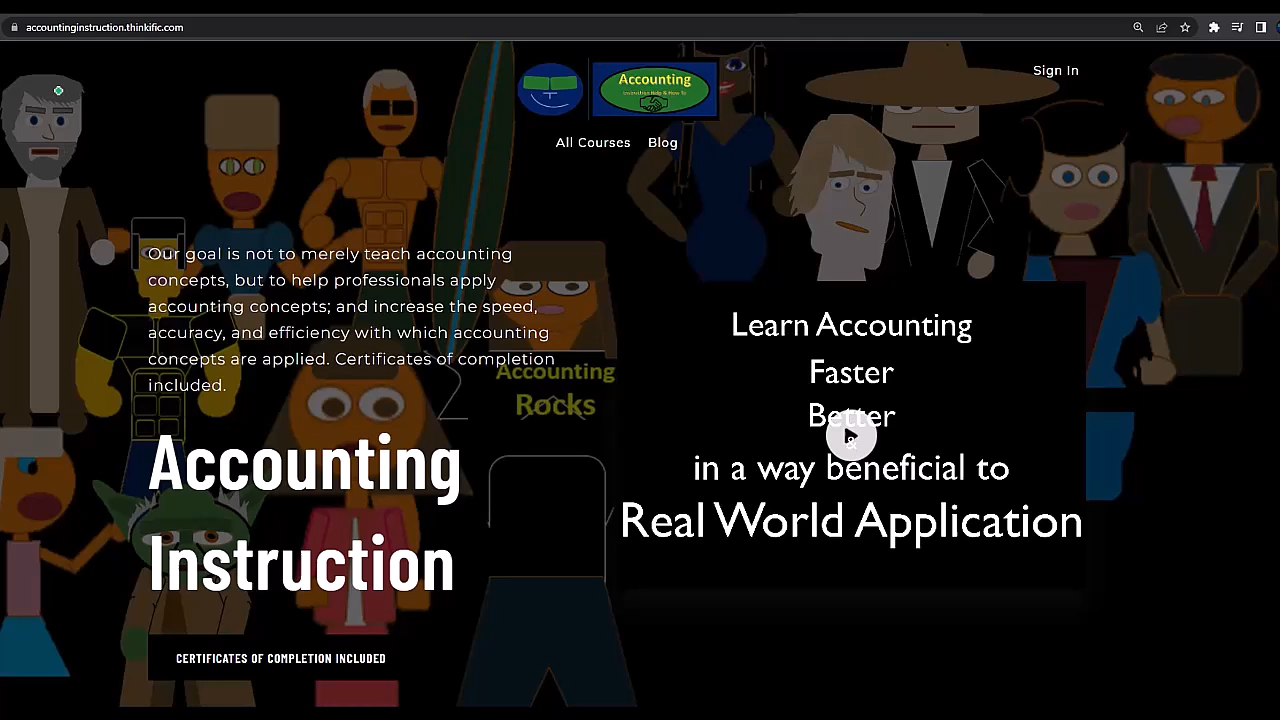 accountinginstruction.thinkific.com
Accounting
Sign In
All Courses Blog
Our goal is not to merely teach accounting
concepts, but to help professionals apply
accounting concepts; and increase the speed,
accuracy, and efficiency with which accounting
concepts are applied. Certificates of completion
included.
Accounting
Rocks
Accounting
Instruction
CERTIFICATES OF COMPLETION INCLUDED
Learn Accounting
Faster
Better
&
in a way beneficial to
Real World Application